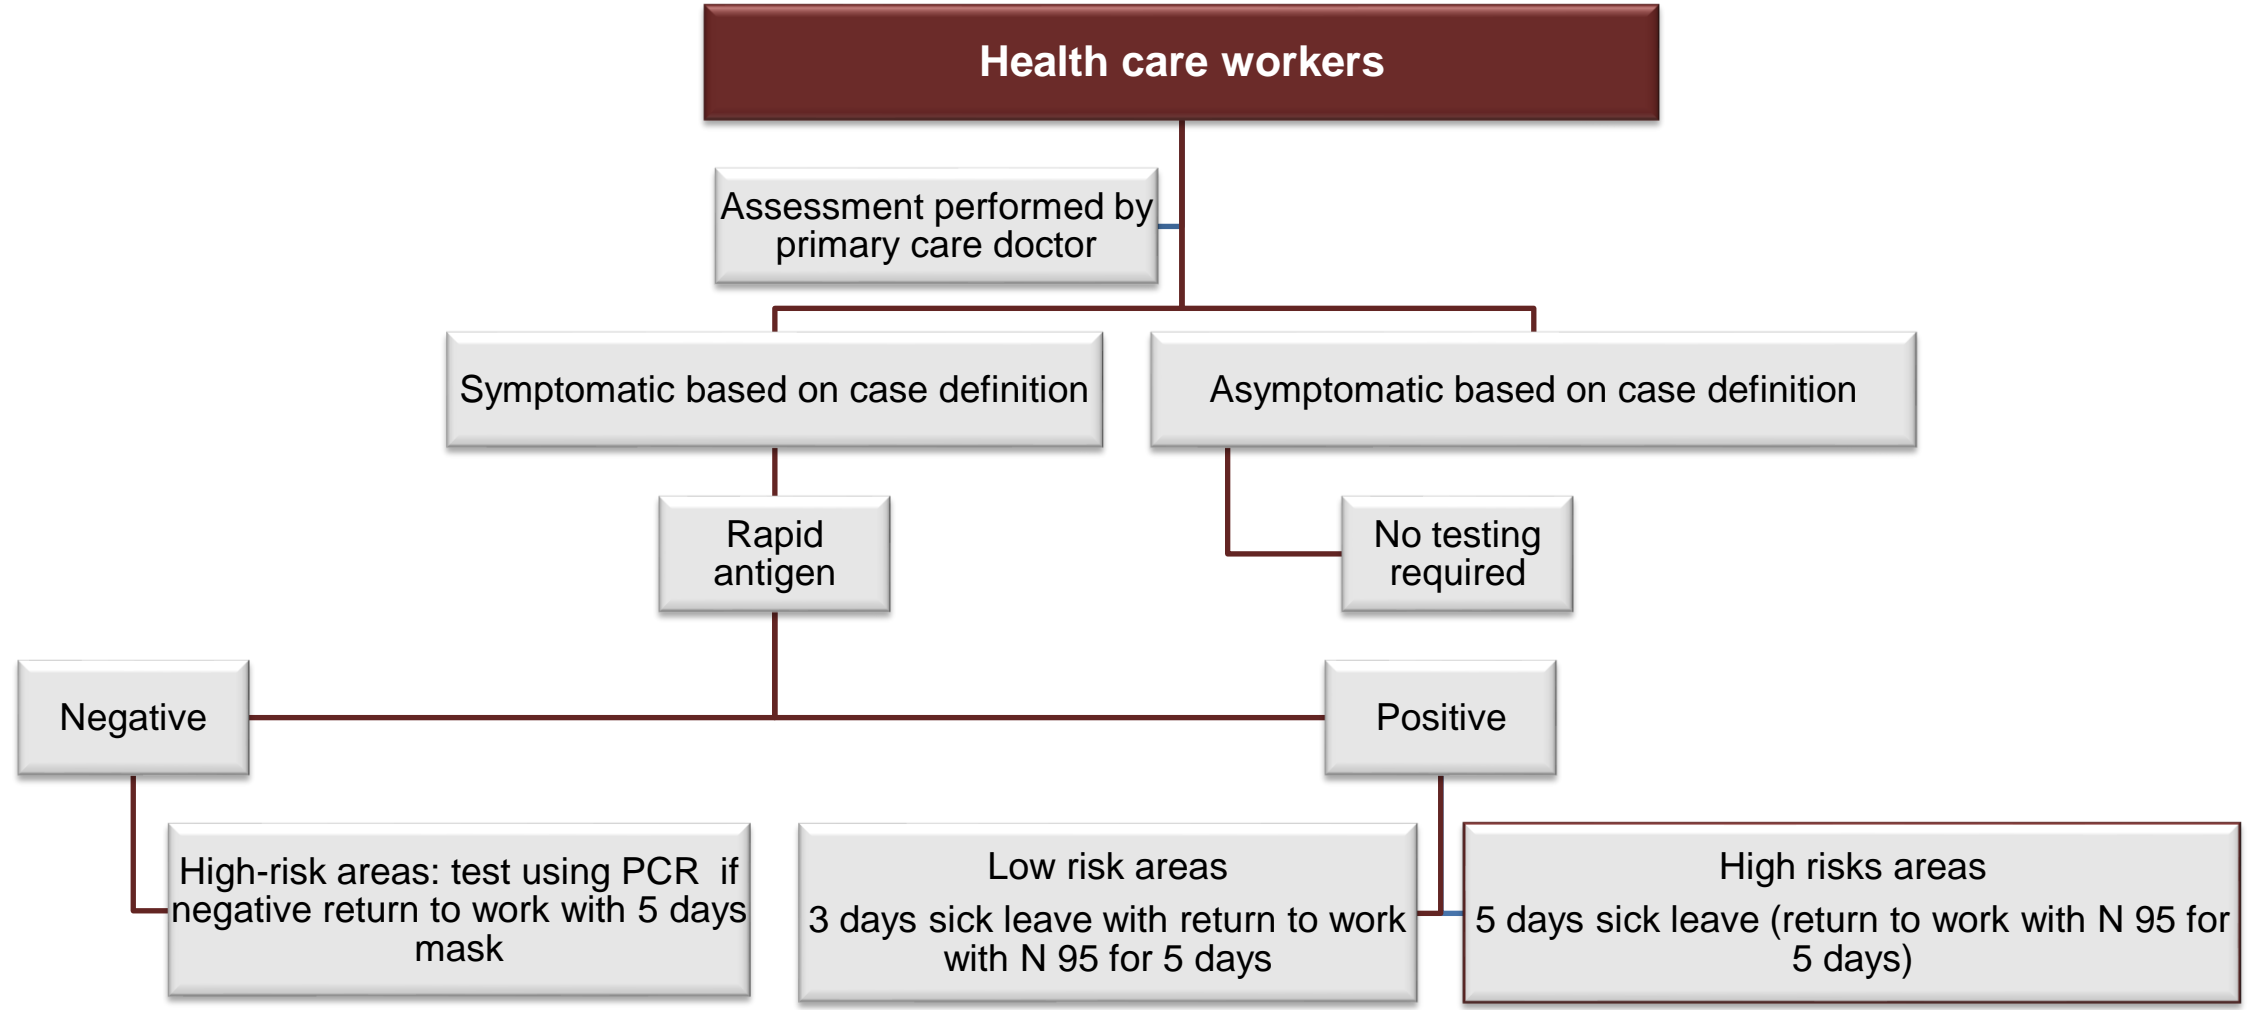 Health care workers
Assessment performed by
primary care doctor
Symptomatic based on case definition
Asymptomatic based on case definition
Rapid
antigen
No testing
required
Negative
Positive
High-risk areas: test using PCR  if
negative return to work with 5 days
mask
Low risk areas
3 days sick leave with return to work
with N 95 for 5 days
High risks areas
5 days sick leave (return to work with N 95 for
5 days)